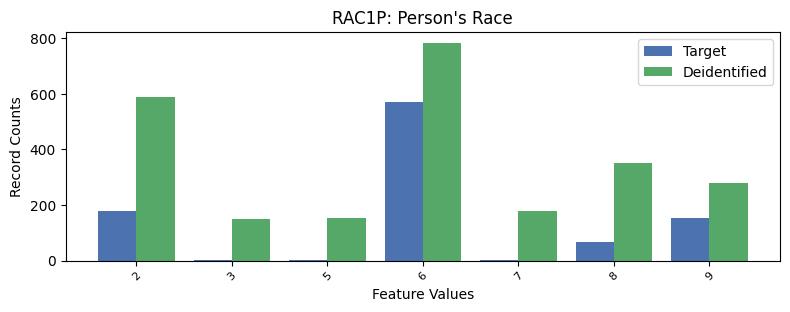 RAC1P: Person's Race
Target
Deidentified
Record Counts
800
600
400
200
0
2 3 5 6 7 8 9
Feature Values